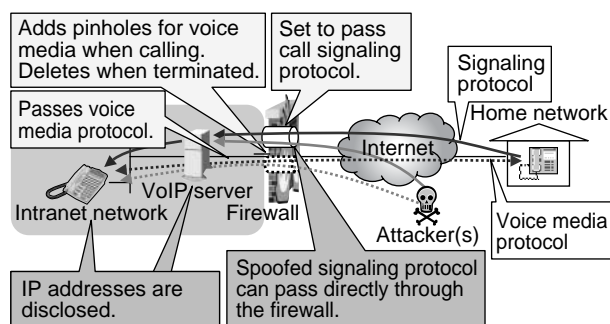 Adds pinholes for voice
media when calling.
Deletes when terminated.
Set to pass
call signaling
protocol.
Signaling
protocol
Passes voice
media protocol.
Home network
Internet
VoIP server
Intranet network
Firewall
Attacker(s)
Voice media
protocol
IP addresses are
disclosed.
Spoofed signaling protocol
can pass directly through
the firewall.